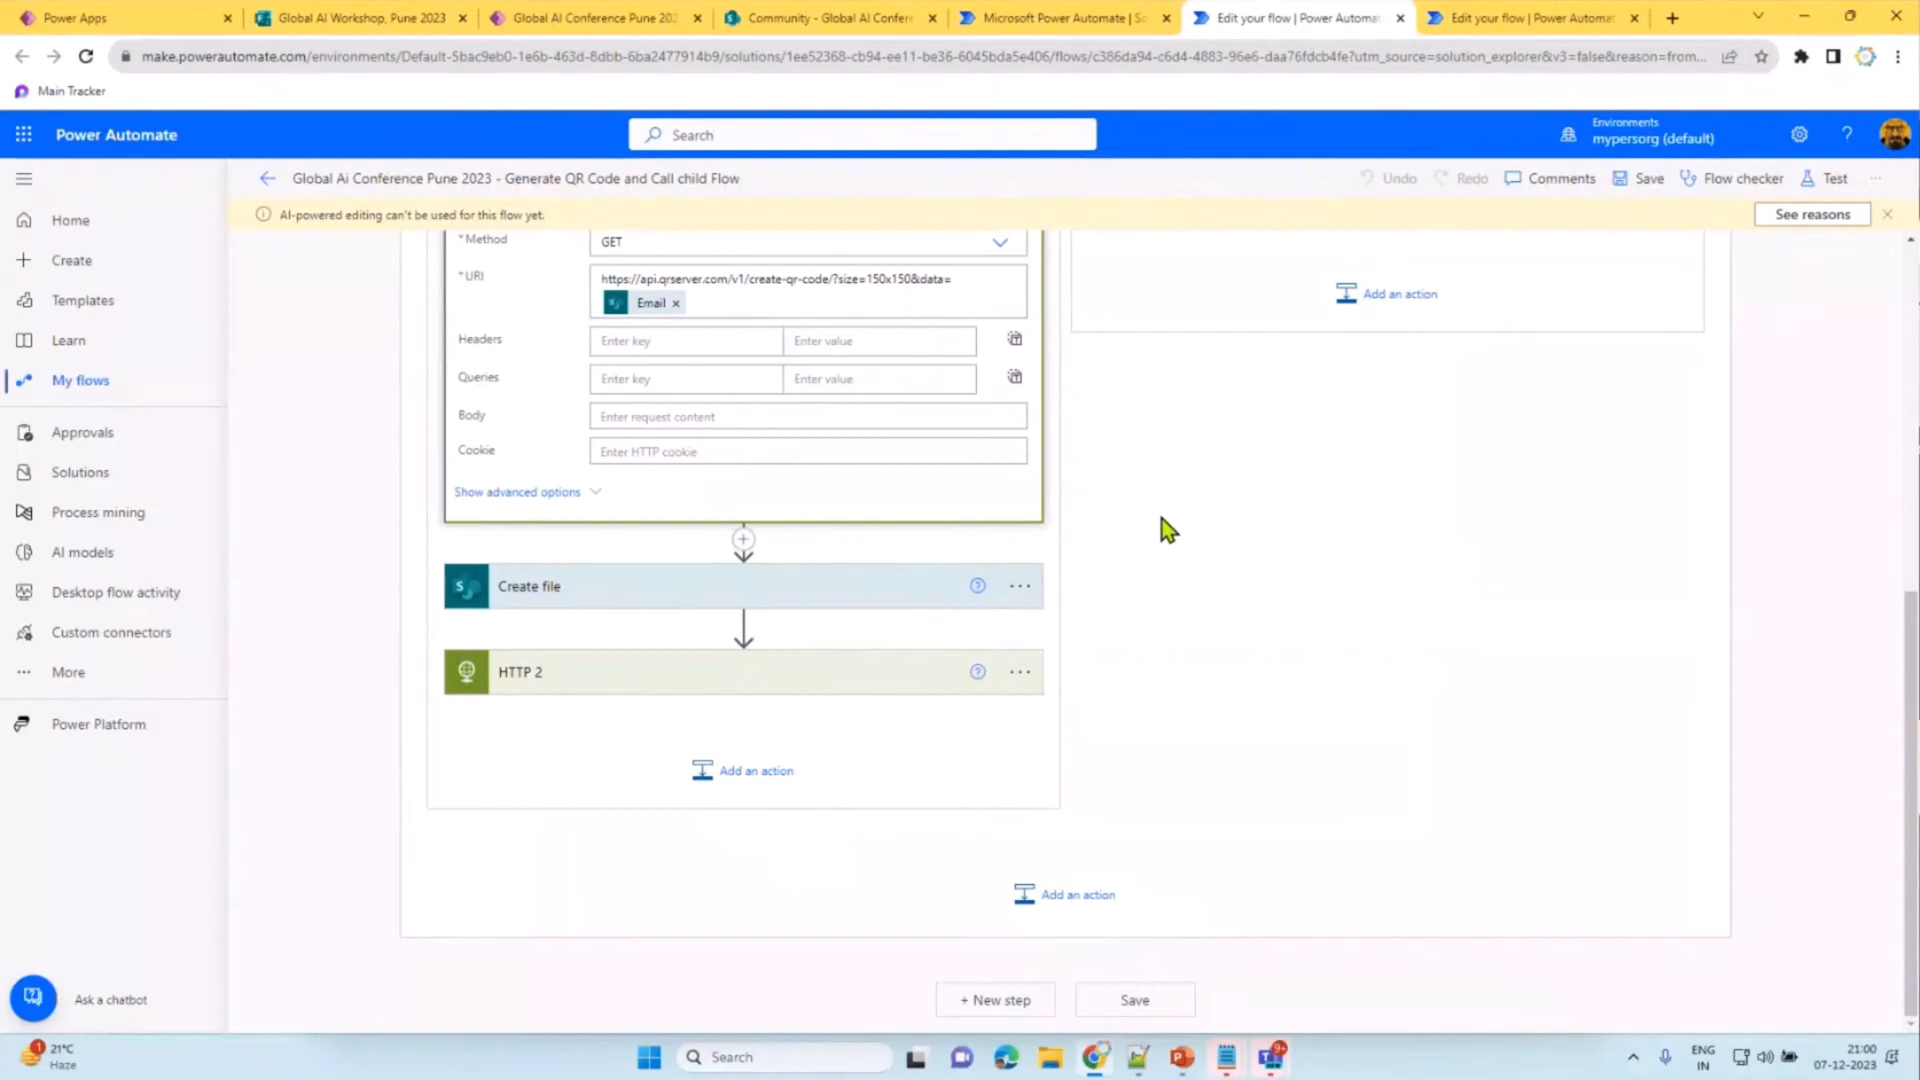 Power Apps
Global AI Workshop, Pune 2023
Global AI Conference Pune 202
Community - Global AI Confere
Microsoft Power Automate | So
Edit your flow | Power Automat
Edit your flow | Power Automat
make.powerautomate.com/environments/Default-5bac9eb0-1e6b-463d-8dbb-6ba2477914b9/solutions/1ee52368-cb94-ee11-be36-6045bda5e406/flows/c386da94-c6d4-4883-96e6-daa76fdcb4fe?utm_source=solution_explorer&v3=false&reason=from...
Main Tracker
Power Automate
Search
Environments
mypersorg (default)
Global Ai Conference Pune 2023 - Generate QR Code and Call child Flow
Undo
Redo
Comments
Save
Flow checker
Test
AI-powered editing can't be used for this flow yet.
See reasons
Home
Create
Templates
Learn
My flows
Approvals
Solutions
Process mining
AI models
Desktop flow activity
Custom connectors
More
Power Platform
Ask a chatbot
* Method
GET
* URI
https://api.qrserver.com/v1/create-qr-code/?size=150x150&data=
Email
Headers
Enter key
Enter value
Queries
Enter key
Enter value
Body
Enter request content
Cookie
Enter HTTP cookie
Show advanced options
Create file
HTTP 2
Add an action
Add an action
Add an action
+ New step
Save
1
21°C
Haze
Search
9+
ENG
IN
21:00
07-12-2023